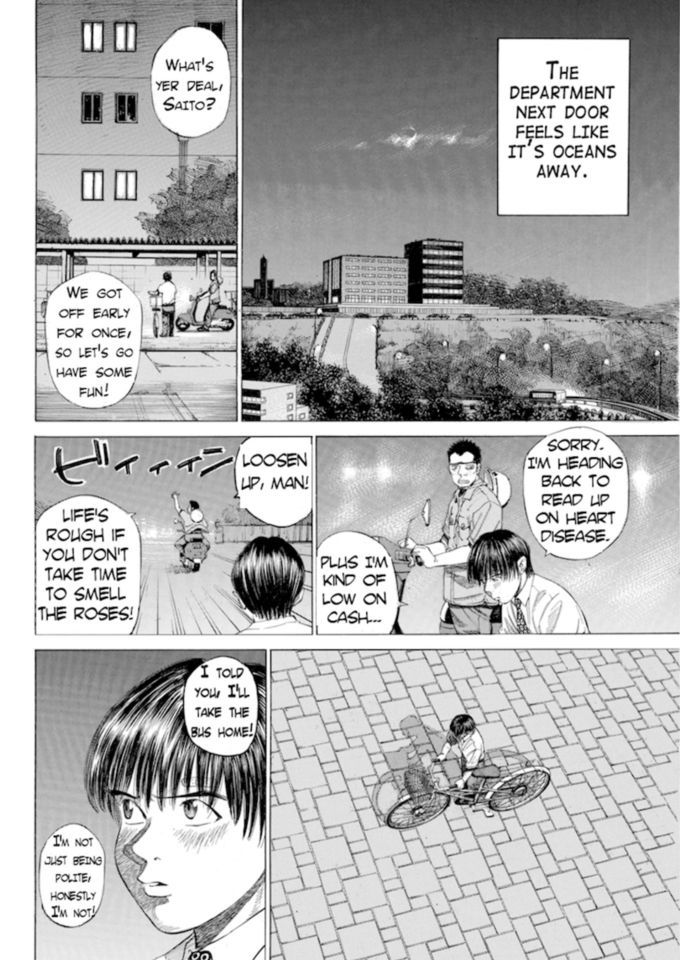 THE
DEPARTMENT
NEXT DOOR
FEELS LIKE
IT'S OCEANS
AWAY.
WHAT'S
YER DEAL,
SAITO?
WE GOT
OFF EARLY
FOR ONCE,
SO LET'S GO
HAVE SOME
FUN!
SORRY.
I'M HEADING
BACK TO
READ UP
ON HEART
DISEASE.
PLUS I'M
KIND OF
LOW ON
CASH...
LOOSEN
UP, MAN!
ビィィィン
LIFE'S
ROUGH IF
YOU DON'T
TAKE TIME
TO SMELL
THE ROSES!
I TOLD
YOU, I'LL
TAKE THE
BUS HOME!
I'M NOT
JUST BEING
POLITE,
HONESTLY
I'M NOT!